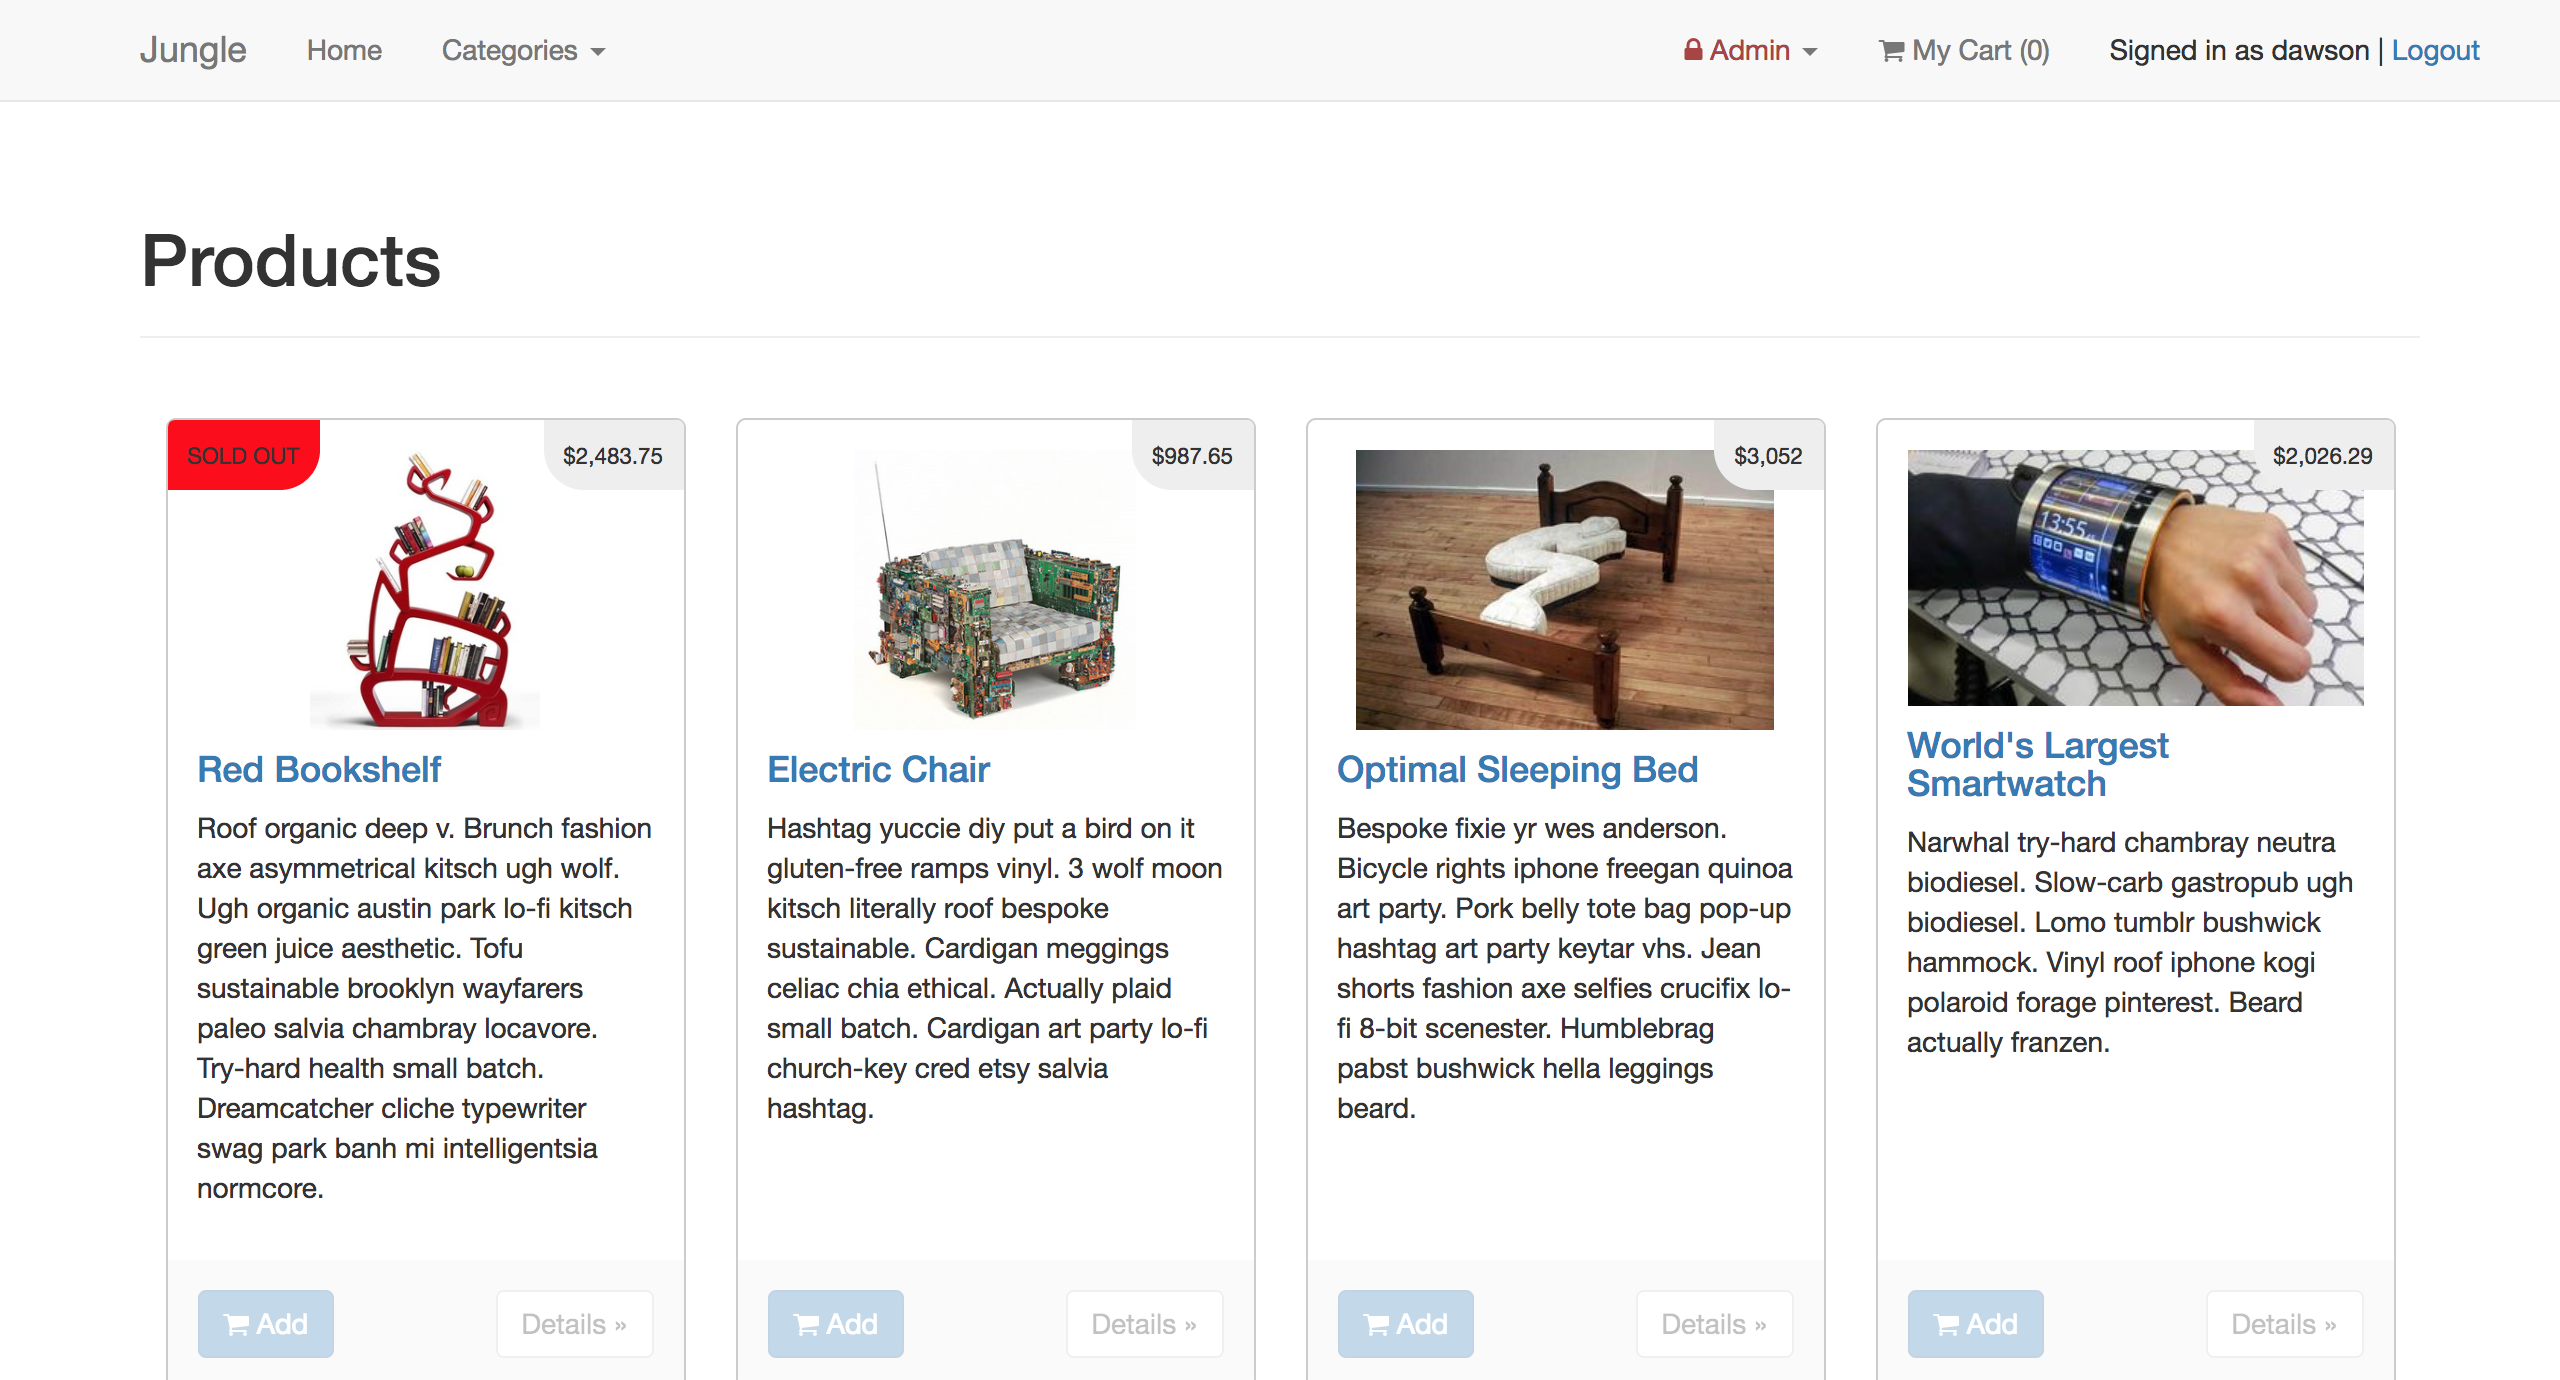 Jungle Home Categories Admin My Cart (0) Signed in as dawson | Logout
Products
SOLD OUT
$2,483.75
Red Bookshelf
Roof organic deep v. Brunch fashion
axe asymmetrical kitsch ugh wolf.
Ugh organic austin park lo-fi kitsch
green juice aesthetic. Tofu
sustainable brooklyn wayfarers
paleo salvia chambray locavore.
Try-hard health small batch.
Dreamcatcher cliche typewriter
swag park banh mi intelligentsia
normcore.
Add
Details »
$987.65
Electric Chair
Hashtag yuccie diy put a bird on it
gluten-free ramps vinyl. 3 wolf moon
kitsch literally roof bespoke
sustainable. Cardigan meggings
celiac chia ethical. Actually plaid
small batch. Cardigan art party lo-fi
church-key cred etsy salvia
hashtag.
Add
Details »
$3,052
Optimal Sleeping Bed
Bespoke fixie yr wes anderson.
Bicycle rights iphone freegan quinoa
art party. Pork belly tote bag pop-up
hashtag art party keytar vhs. Jean
shorts fashion axe selfies crucifix lo-
fi 8-bit scenester. Humblebrag
pabst bushwick hella leggings
beard.
Add
Details »
$2,026.29
13:55
World's Largest
Smartwatch
Narwhal try-hard chambray neutra
biodiesel. Slow-carb gastropub ugh
biodiesel. Lomo tumblr bushwick
hammock. Vinyl roof iphone kogi
polaroid forage pinterest. Beard
actually franzen.
Add
Details »